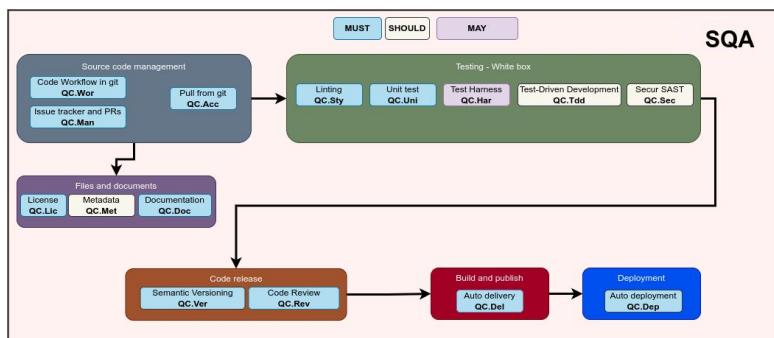 MUST
SHOULD
MAY
SQA
Source code management
Code Workflow in git
QC.Wor
Pull from git
QC.Acc
Issue tracker and PRs
QC.Man
Testing - White box
Linting
QC.Sty
Unit test
QC.Uni
Test Harness
QC.Har
Test-Driven Development
QC.Tdd
Secur SAST
QC.Sec
Files and documents
License
QC.Lic
Metadata
QC.Met
Documentation
QC.Doc
Code release
Semantic Versioning
QC.Ver
Code Review
QC.Rev
Build and publish
Auto delivery
QC.Del
Deployment
Auto deployment
QC.Dep